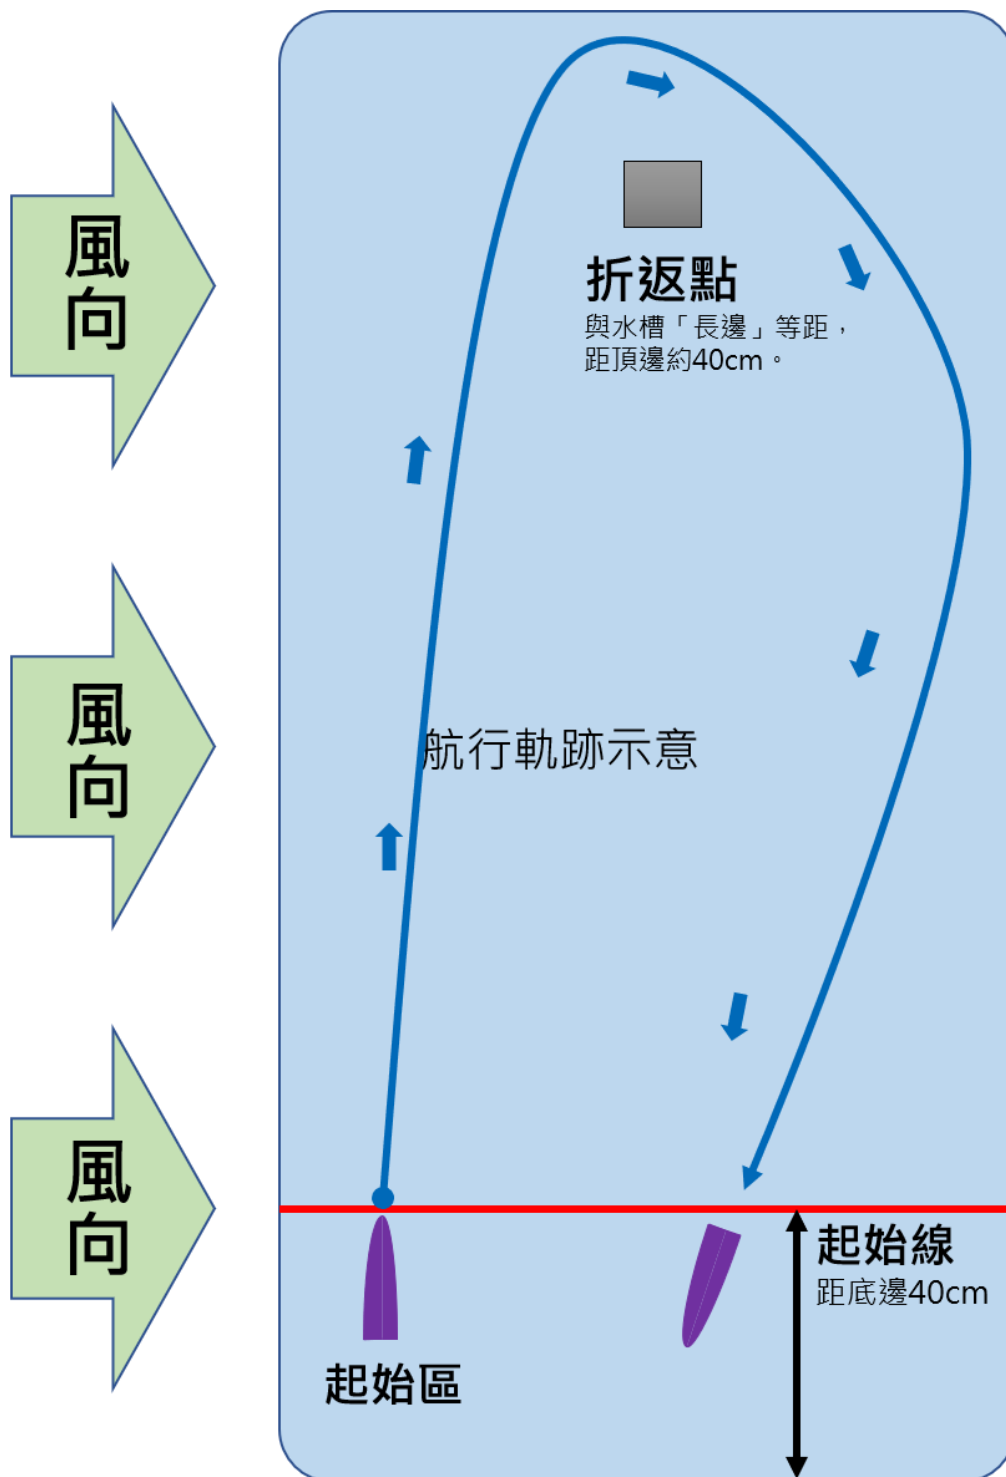 風向
折返點
與水槽「長邊」等距，
距頂邊約40cm。
風向
航行軌跡示意
風向
起始線
距底邊40cm
起始區